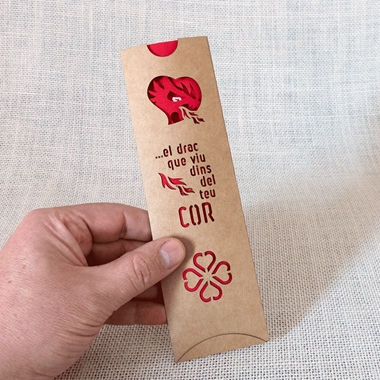 ...el drac
que viu
dins
del
teu
COR